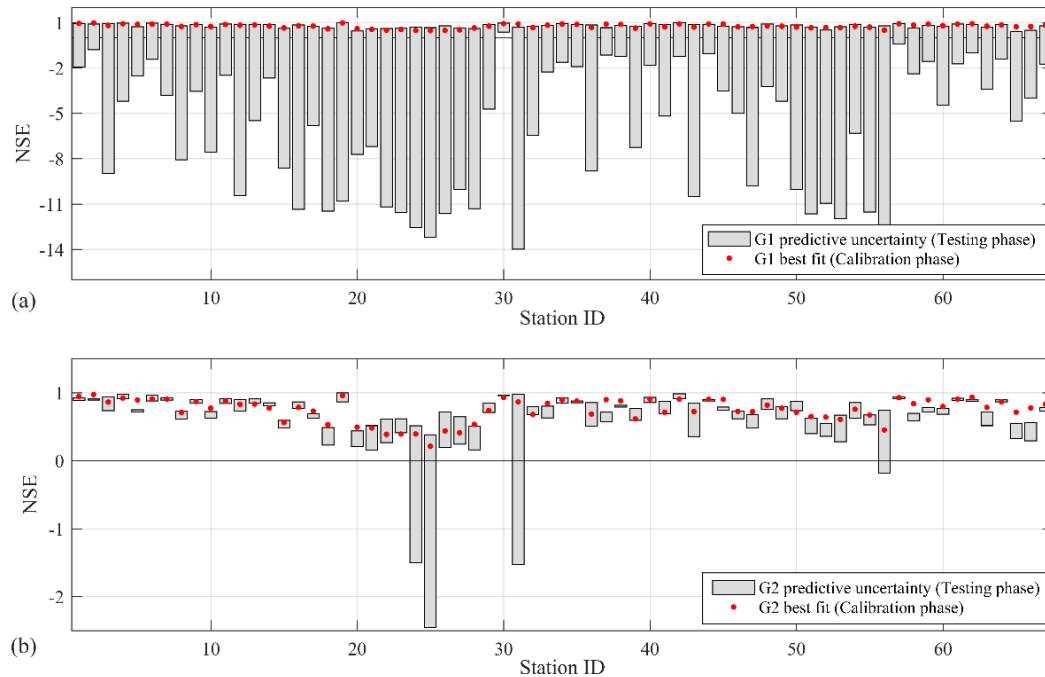 1
-2
-5
-8
-11
-14
NSE
G1 predictive uncertainty (Testing phase)
G1 best fit (Calibration phase)
10
20
30
40
50
60
(a)
Station ID
1
0
-1
-2
NSE
G2 predictive uncertainty (Testing phase)
G2 best fit (Calibration phase)
10
20
30
40
50
60
(b)
Station ID